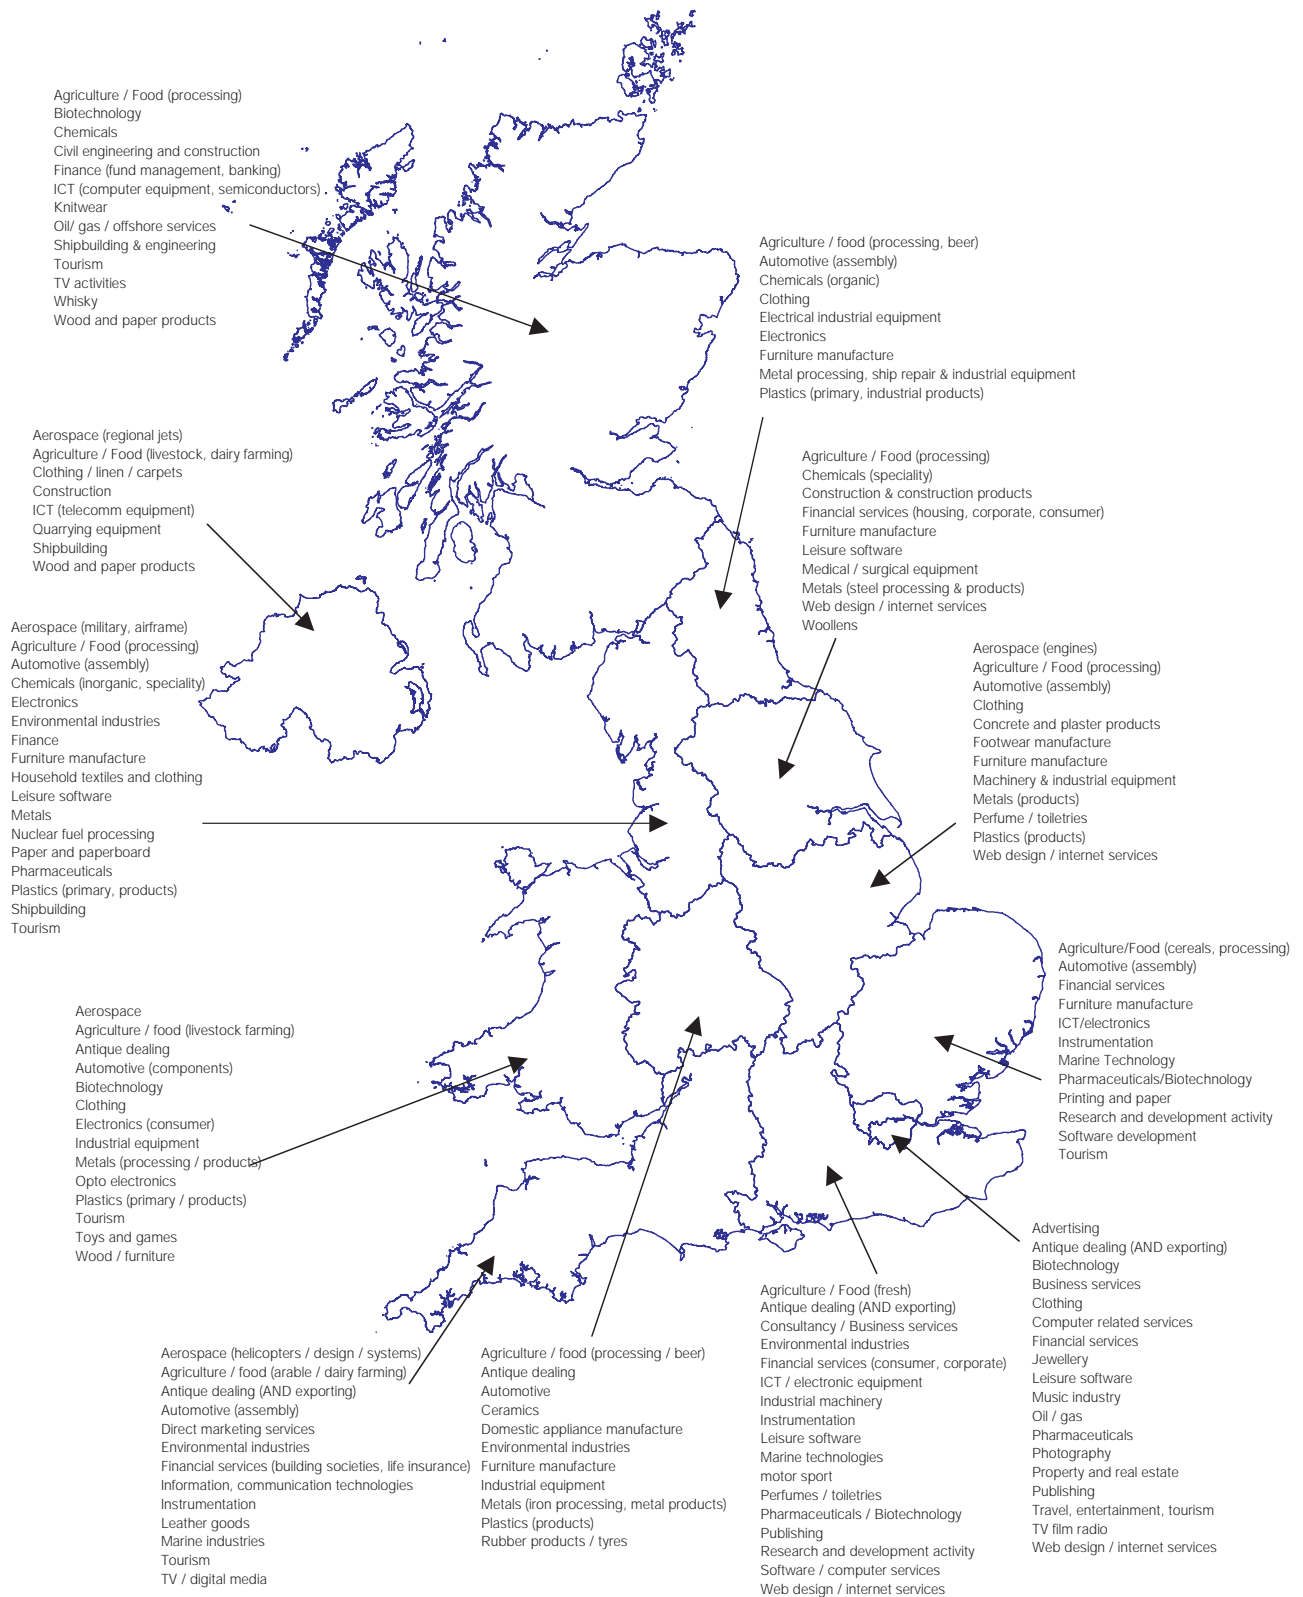 Agriculture / Food (processing)
Biotechnology
Chemicals
Civil engineering and construction
Finance (fund management, banking)
ICT (computer equipment, semiconductors)
Knitwear
Oil/ gas / offshore services
Shipbuilding & engineering
Tourism
TV activities
Whisky
Wood and paper products
Agriculture / food (processing, beer)
Automotive (assembly)
Chemicals (organic)
Clothing
Electrical industrial equipment
Electronics
Furniture manufacture
Metal processing, ship repair & industrial equipment
Plastics (primary, industrial products)
Aerospace (regional jets)
Agriculture / Food (livestock, dairy farming)
Clothing / linen / carpets
Construction
ICT (telecomm equipment)
Quarrying equipment
Shipbuilding
Wood and paper products
Agriculture / Food (processing)
Chemicals (speciality)
Construction & construction products
Financial services (housing, corporate, consumer)
Furniture manufacture
Leisure software
Medical / surgical equipment
Metals (steel processing & products)
Web design / internet services
Woollens
Aerospace (military, airframe)
Agriculture / Food (processing)
Automotive (assembly)
Chemicals (inorganic, speciality)
Electronics
Environmental industries
Finance
Furniture manufacture
Household textiles and clothing
Leisure software
Metals
Nuclear fuel processing
Paper and paperboard
Pharmaceuticals
Plastics (primary, products)
Shipbuilding
Tourism
Aerospace (engines)
Agriculture / Food (processing)
Automotive (assembly)
Clothing
Concrete and plaster products
Footwear manufacture
Furniture manufacture
Machinery & industrial equipment
Metals (products)
Perfume / toiletries
Plastics (products)
Web design / internet services
Agriculture/Food (cereals, processing)
Automotive (assembly)
Financial services
Furniture manufacture
ICT/electronics
Instrumentation
Marine Technology
Pharmaceuticals/Biotechnology
Printing and paper
Research and development activity
Software development
Tourism
Aerospace
Agriculture / food (livestock farming)
Antique dealing
Automotive (components)
Biotechnology
Clothing
Electronics (consumer)
Industrial equipment
Metals (processing / products)
Opto electronics
Plastics (primary / products)
Tourism
Toys and games
Wood / furniture
Advertising
Antique dealing (AND exporting)
Biotechnology
Business services
Clothing
Computer related services
Financial services
Jewellery
Leisure software
Music industry
Oil / gas
Pharmaceuticals
Photography
Property and real estate
Publishing
Travel, entertainment, tourism
TV film radio
Web design / internet services
Aerospace (helicopters / design / systems)
Agriculture / food (arable / dairy farming)
Antique dealing (AND exporting)
Automotive (assembly)
Direct marketing services
Environmental industries
Financial services (building societies, life insurance)
Information, communication technologies
Instrumentation
Leather goods
Marine industries
Tourism
TV / digital media
Agriculture / food (processing / beer)
Antique dealing
Automotive
Ceramics
Domestic appliance manufacture
Environmental industries
Furniture manufacture
Industrial equipment
Metals (iron processing, metal products)
Plastics (products)
Rubber products / tyres
Agriculture / Food (fresh)
Antique dealing (AND exporting)
Consultancy / Business services
Environmental industries
Financial services (consumer, corporate)
ICT / electronic equipment
Industrial machinery
Instrumentation
Leisure software
Marine technologies
motor sport
Perfumes / toiletries
Pharmaceuticals / Biotechnology
Publishing
Research and development activity
Software / computer services
Web design / internet services